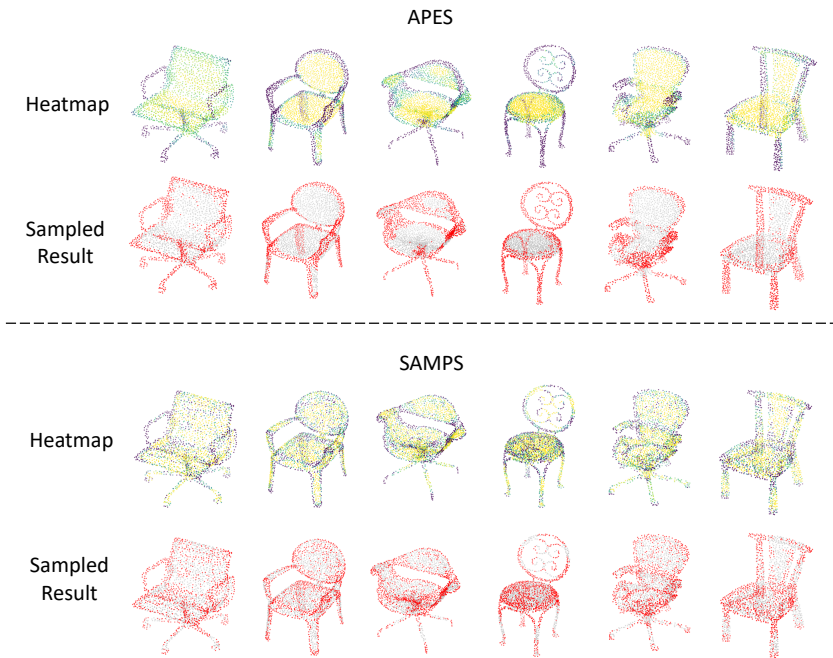 APES
Heatmap
Sampled
Result
SAMPS
Heatmap
Sampled
Result